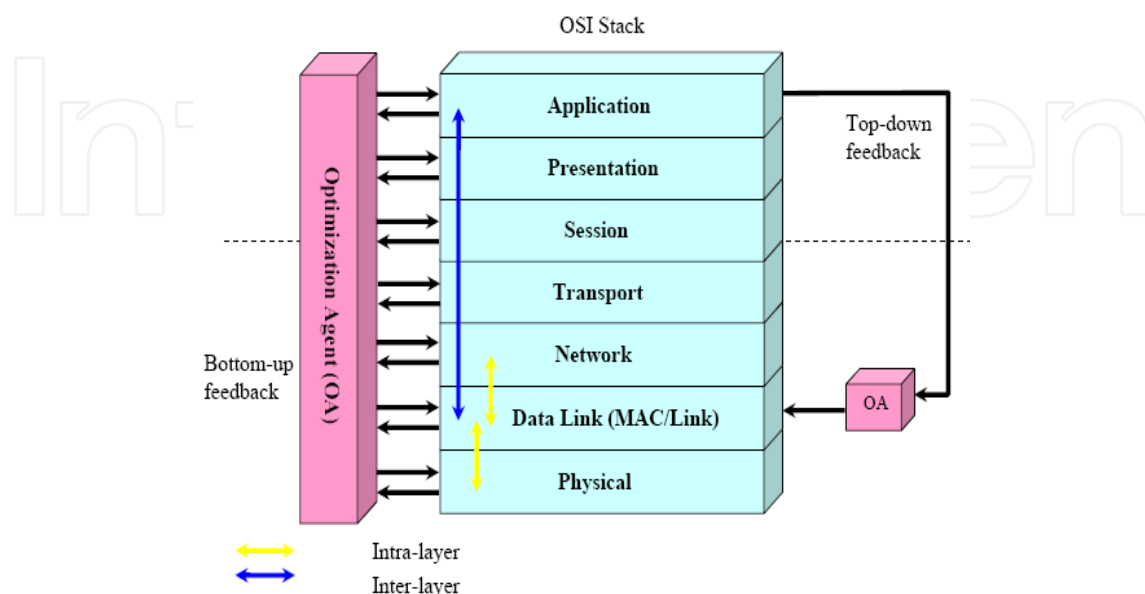 OSI Stack
Application
Presentation
Session
Transport
Network
Data Link (MAC/Link)
Physical
Optimization Agent (OA)
Top-down
feedback
Bottom-up
feedback
OA
Intra-layer
Inter-layer